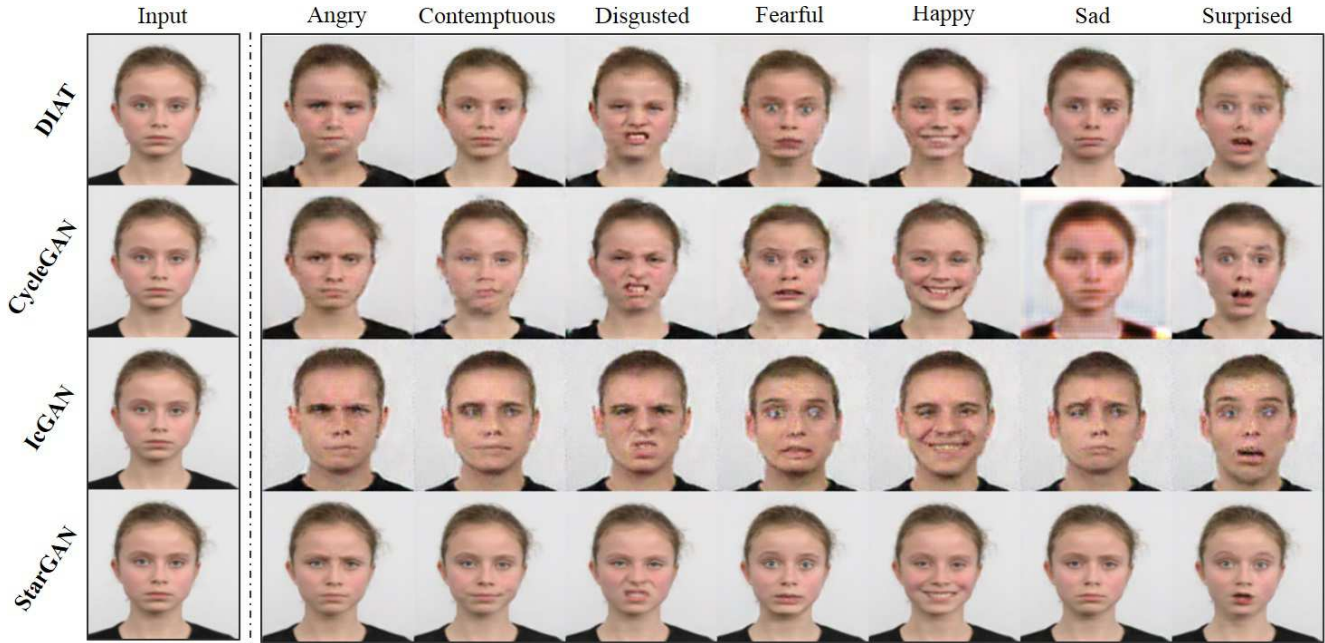 Input Angry Contemptuous Disgusted Fearful Happy Sad Surprised
DIAT
CycleGAN
IcGAN
StarGAN